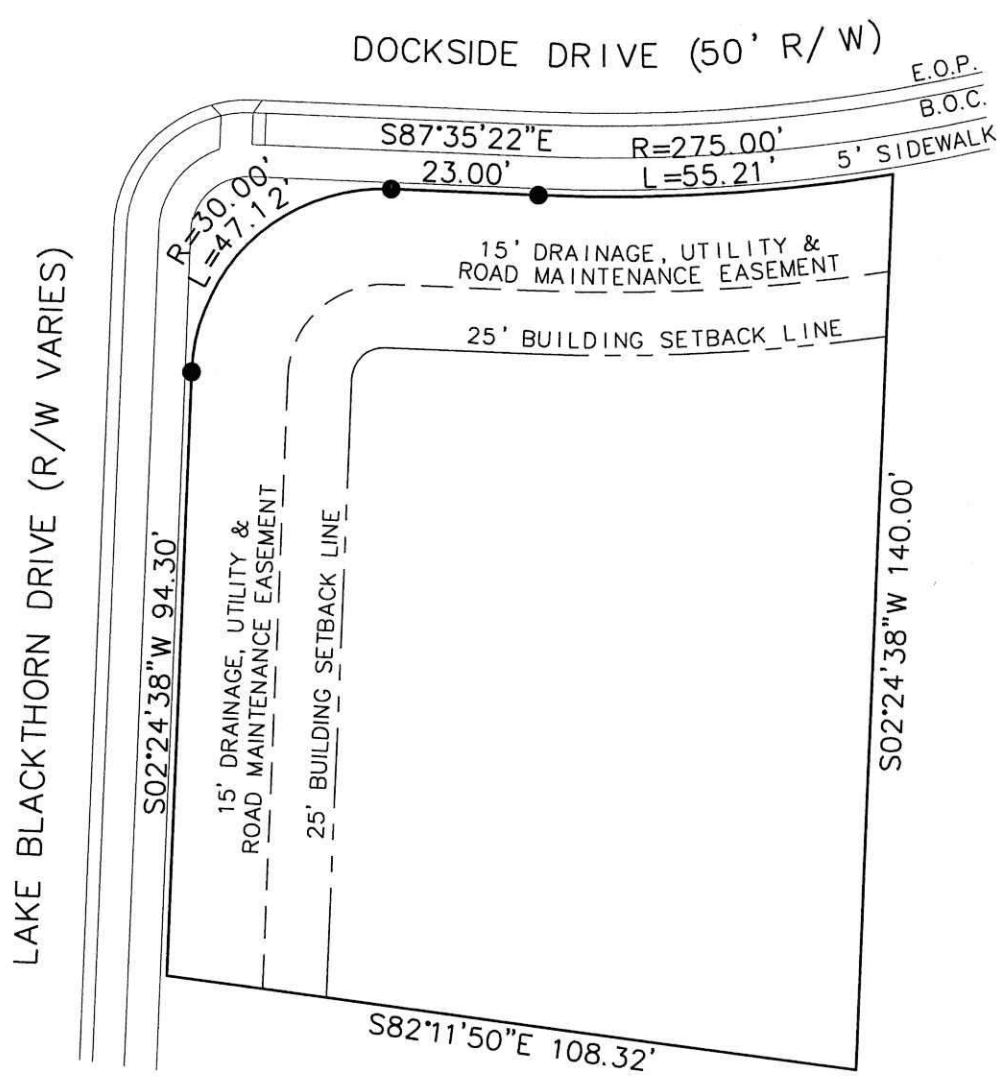 DOCKSIDE DRIVE (50' R/W)
E.O.P.
B.O.C.
5' SIDEWALK
S87°35'22"E
23.00'
R=275.00'
L=55.21'
R=30.00'
L=47.12'
15' DRAINAGE, UTILITY &
ROAD MAINTENANCE EASEMENT
25' BUILDING SETBACK LINE
LAKE BLACKTHORN DRIVE (R/W VARIES)
S02°24'38"W 94.30'
15' DRAINAGE, UTILITY &
ROAD MAINTENANCE EASEMENT
25' BUILDING SETBACK LINE
S02°24'38"W 140.00'
S82°11'50"E 108.32'